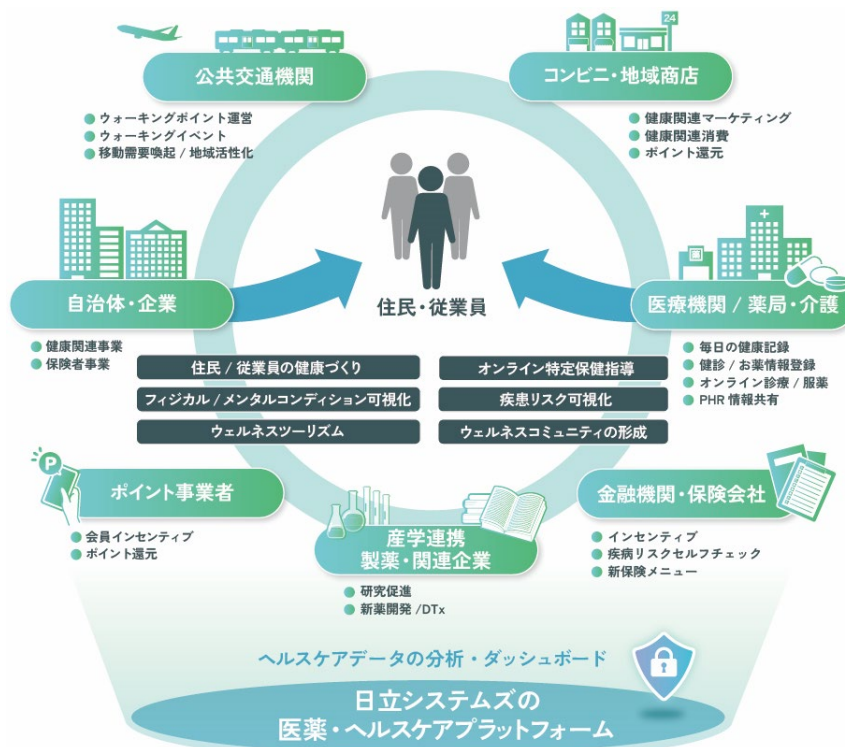 公共交通機関
ウォーキングポイント運営
ウォーキングイベント
移動需要喚起 / 地域活性化
24
コンビニ・地域商店
健康関連マーケティング
健康関連消費
ポイント還元
自治体・企業
健康関連事業
保険者事業
住民・従業員
医療機関 / 薬局・介護
毎日の健康記録
健診 / お薬情報登録
オンライン診療 / 服薬
PHR 情報共有
住民 / 従業員の健康づくり
オンライン特定保健指導
フィジカル / メンタルコンディション可視化
疾患リスク可視化
ウェルネスツーリズム
ウェルネスコミュニティの形成
P
ポイント事業者
会員インセンティブ
ポイント還元
産学連携
製薬・関連企業
研究促進
新薬開発 /DTx
金融機関・保険会社
インセンティブ
疾病リスクセルフチェック
新保険メニュー
ヘルスケアデータの分析・ダッシュボード
日立システムズの
医薬・ヘルスケアプラットフォーム